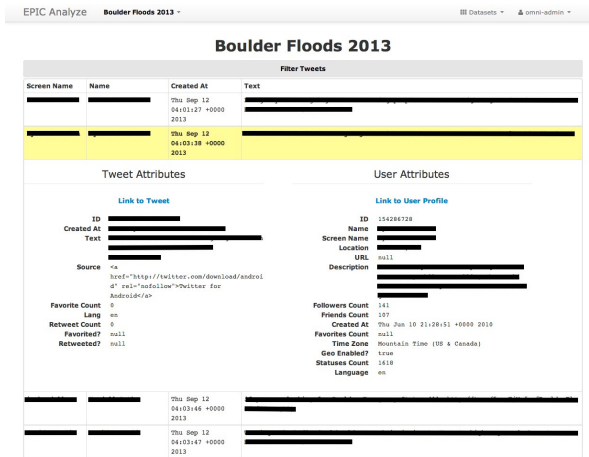 EPIC Analyze Boulder Floods 2013 Datasets omni-admin
Boulder Floods 2013
Filter Tweets
Screen Name Name Created At Text
Thu Sep 12
04:01:27 +0000
2013
Thu Sep 12
04:03:38 +0000
2013
Tweet Attributes
Link to Tweet
ID
Created At
Text
Source <a
href="http://twitter.com/download/androi
d" rel="nofollow">Twitter for
Android</a>
Favorite Count 0
Lang en
Retweet Count 0
Favorited? null
Retweeted? null
User Attributes
Link to User Profile
ID 154286728
Name
Screen Name
Location
URL null
Description
Followers Count 141
Friends Count 107
Created At Thu Jun 10 21:28:51 +0000 2010
Favorites Count null
Time Zone Mountain Time (US & Canada)
Geo Enabled? true
Statuses Count 1618
Language en
Thu Sep 12
04:03:46 +0000
2013
Thu Sep 12
04:03:47 +0000
2013